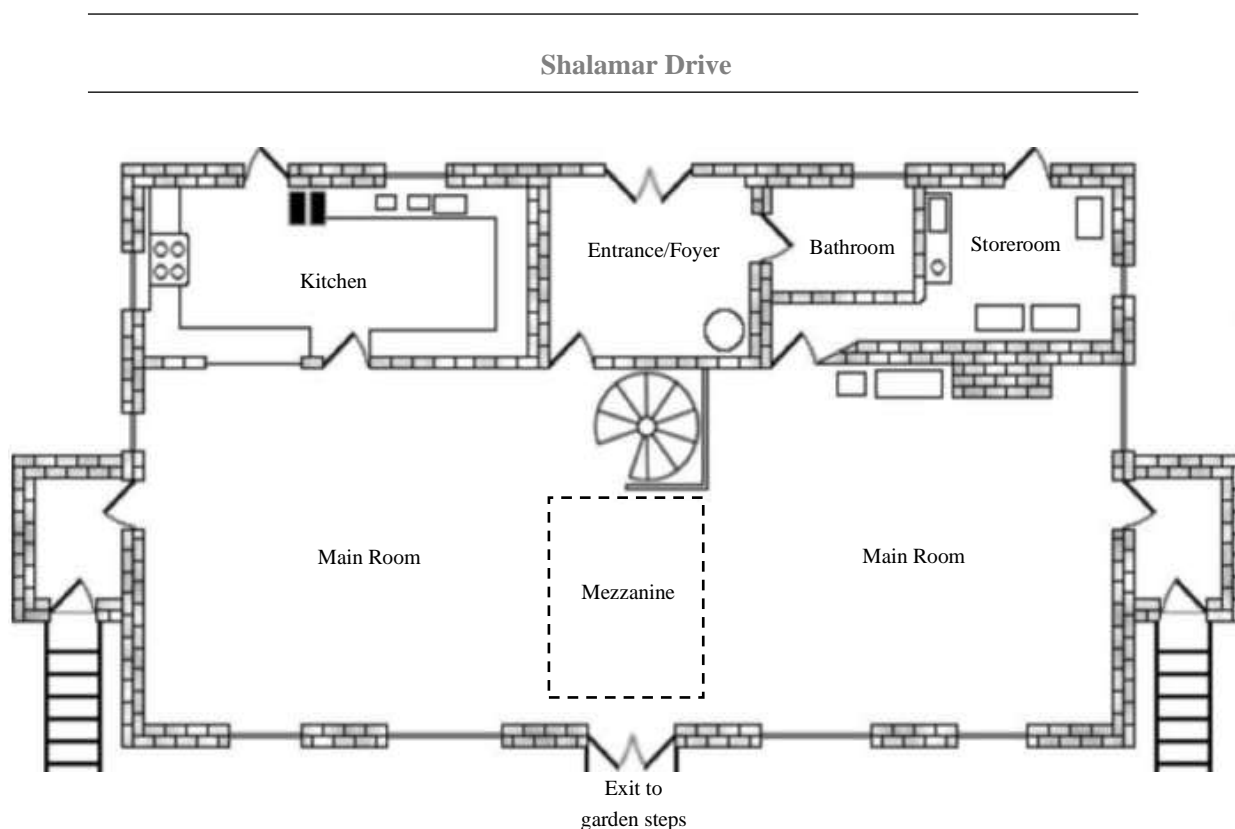 Shalamar Drive
Entrance/Foyer
Bathroom
Storeroom
Kitchen
Main Room
Main Room
Mezzanine
Exit to
garden steps